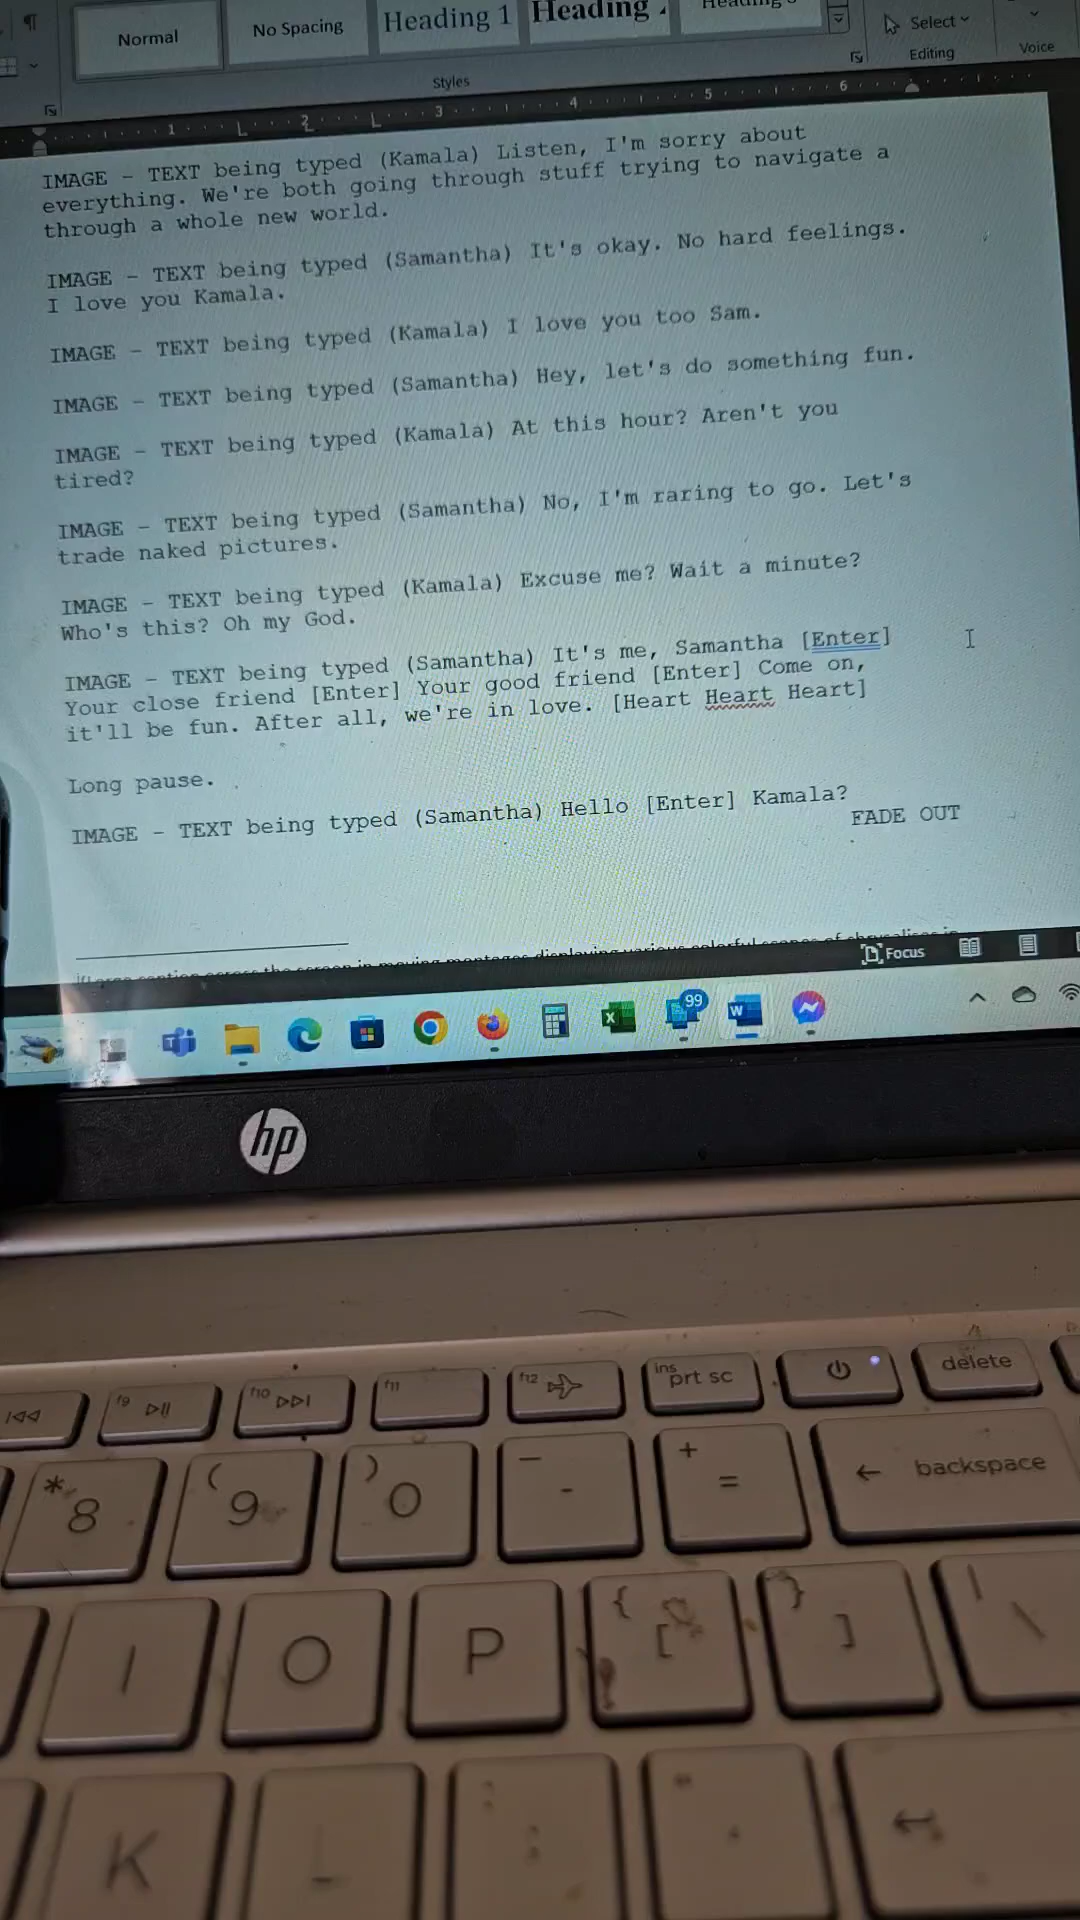 Normal
No Spacing
Heading 1
Heading
Select
Editing
Voice
Styles
1 2 3 4 5 6
IMAGE – TEXT being typed (Kamala) Listen, I'm sorry about
everything. We're both going through stuff trying to navigate a
through a whole new world.
IMAGE – TEXT being typed (Samantha) It's okay. No hard feelings.
I love you Kamala.
IMAGE – TEXT being typed (Kamala) I love you too Sam.
IMAGE – TEXT being typed (Samantha) Hey, let's do something fun.
IMAGE – TEXT being typed (Kamala) At this hour? Aren't you
tired?
IMAGE – TEXT being typed (Samantha) No, I'm raring to go. Let's
trade naked pictures.
IMAGE – TEXT being typed (Kamala) Excuse me? Wait a minute?
Who's this? Oh my God.
IMAGE – TEXT being typed (Samantha) It's me, Samantha [Enter]
Your close friend [Enter] Your good friend [Enter] Come on,
it'll be fun. After all, we're in love. [Heart Heart Heart]
Long pause.
IMAGE – TEXT being typed (Samantha) Hello [Enter] Kamala?
FADE OUT
Focus
99
hp
f9
f10
f11
f12
ins
prt sc
delete
* 8
( 9
) 0
– -
+ =
← backspace
I
O
P
{ [
} ]
| \
K
L
: ;